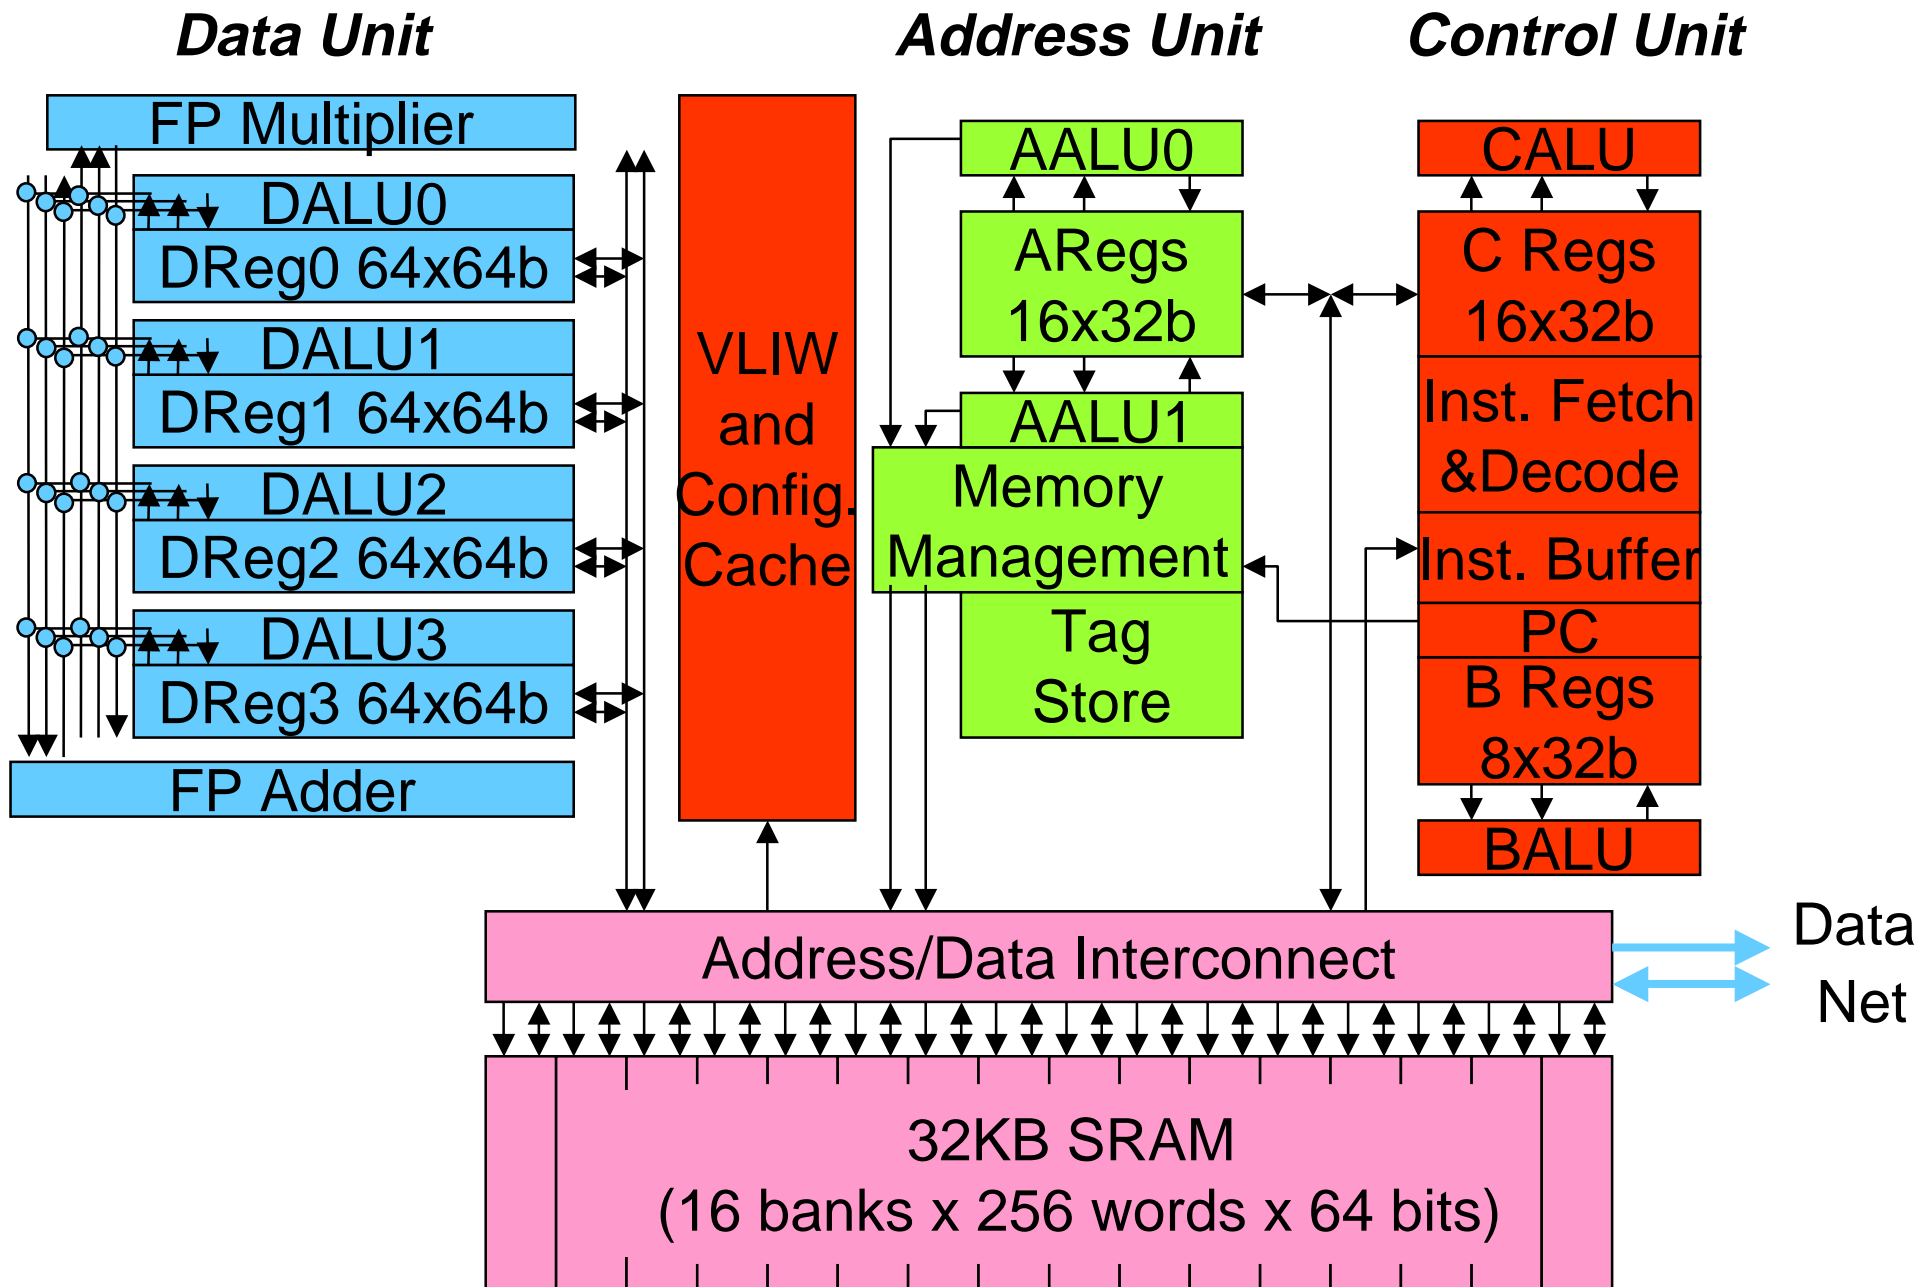 Data Unit
Address Unit
Control Unit
FP Multiplier
DALU0
DReg0 64x64b
DALU1
DReg1 64x64b
DALU2
DReg2 64x64b
DALU3
DReg3 64x64b
FP Adder
VLIW
and
Config.
Cache
AALU0
ARegs
16x32b
AALU1
Memory
Management
Tag
Store
CALU
C Regs
16x32b
Inst. Fetch
&Decode
Inst. Buffer
PC
B Regs
8x32b
BALU
Address/Data Interconnect
Data
Net
32KB SRAM
(16 banks x 256 words x 64 bits)